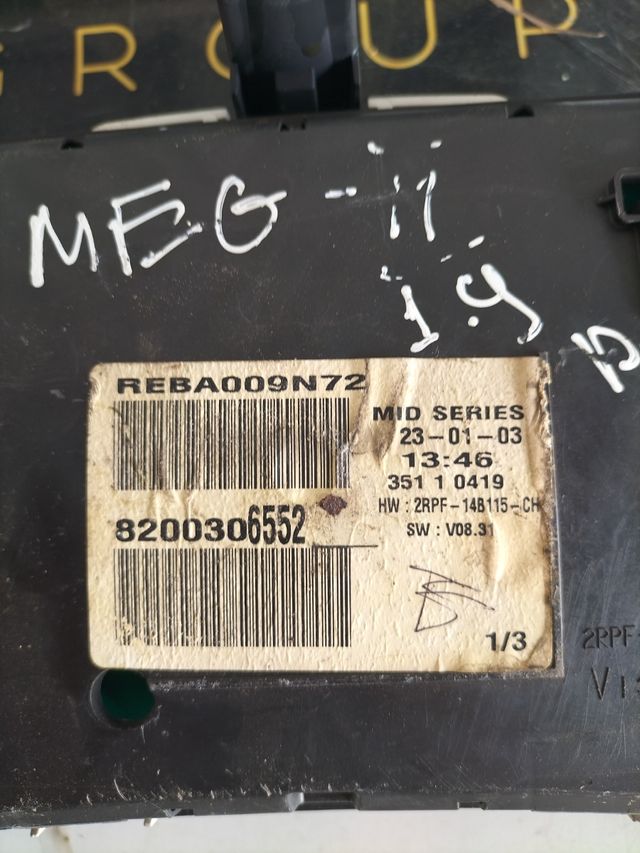 GROUP
MEG-II
1.9
REBA009N72
MID SERIES
23-01-03
13:46
351 1 0419
HW : 2RPF-14B115-CH
8200306552
SW : V08.31
1/3
2RPF